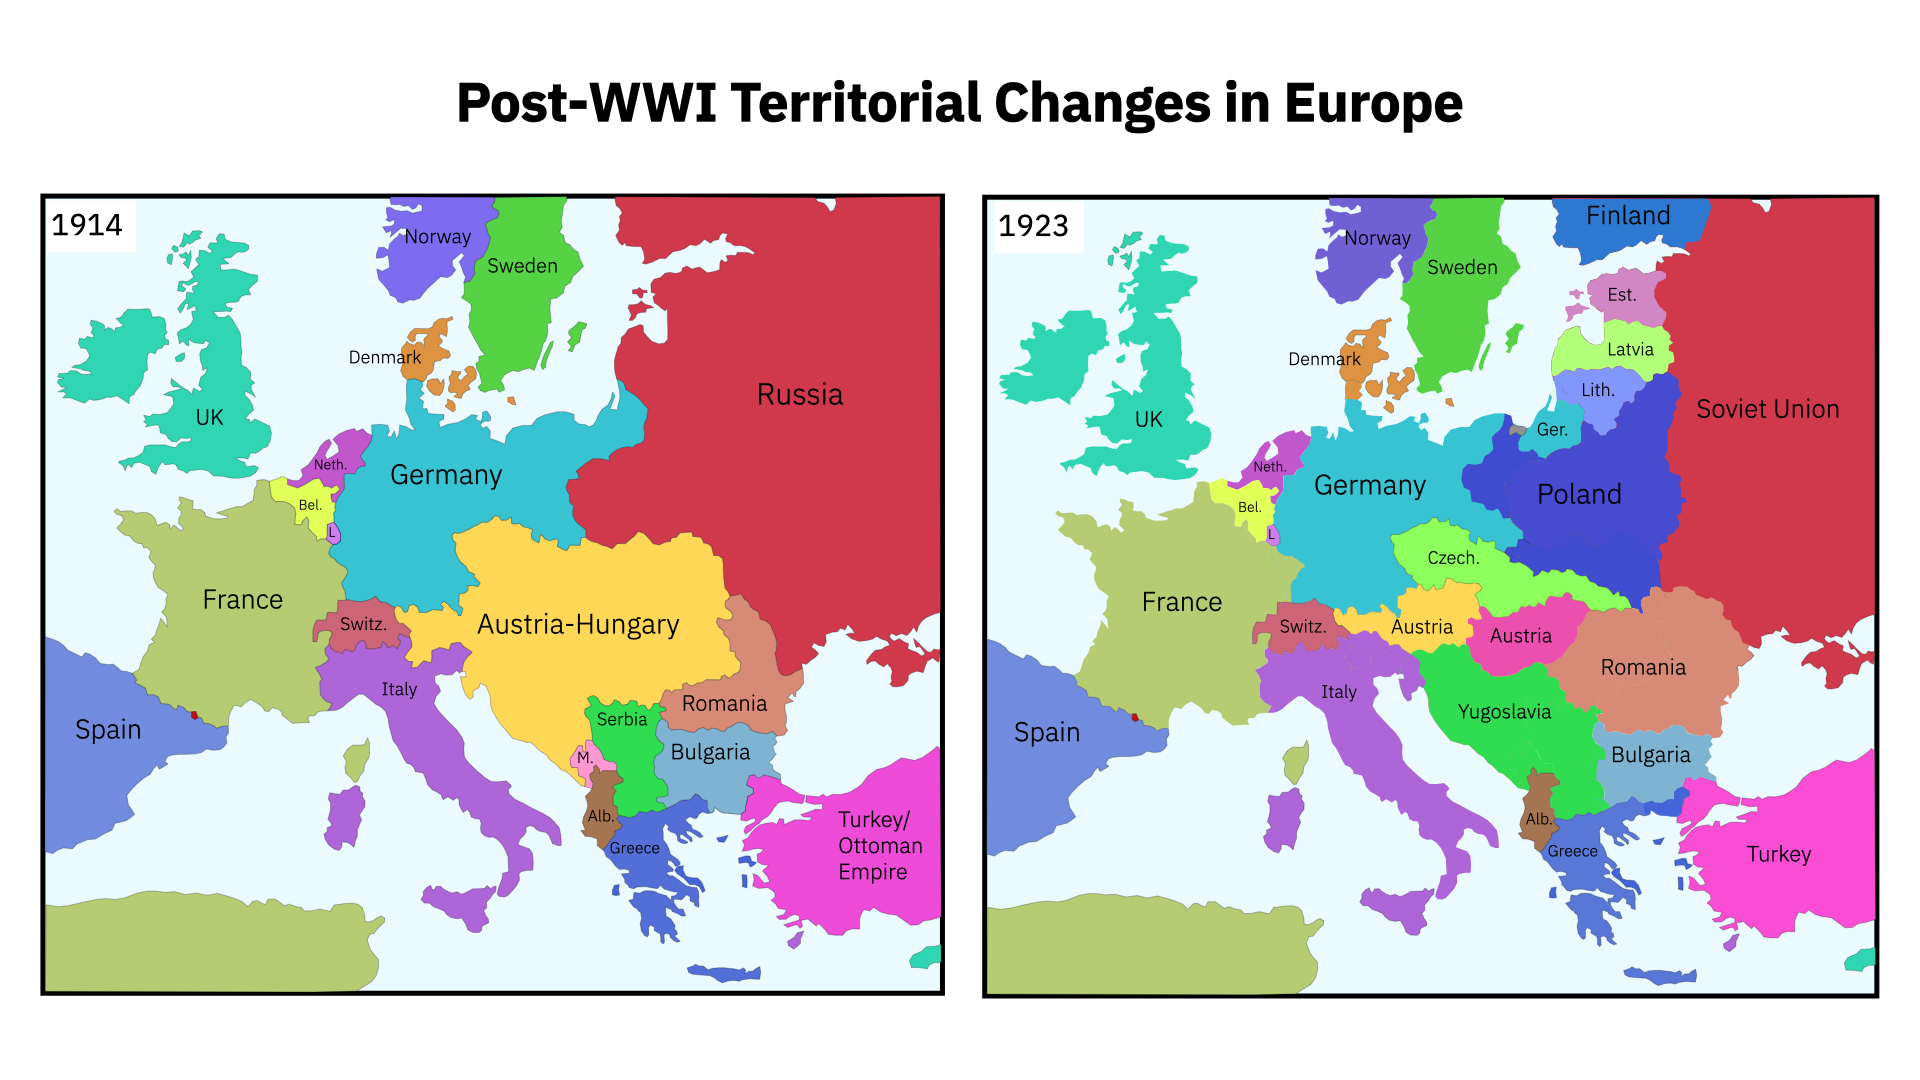 Post-WWI Territorial Changes in Europe
1914
Norway
Sweden
Denmark
Russia
UK
Neth.
Germany
Bel.
L
France
Switz.
Austria-Hungary
Italy
Romania
Serbia
Spain
Bulgaria
M.
Alb.
Greece
Turkey/
Ottoman
Empire
1923
Finland
Norway
Sweden
Est.
Latvia
Denmark
Lith.
Soviet Union
UK
Ger.
Neth.
Germany
Poland
Bel.
L
Czech.
France
Switz.
Austria
Austria
Romania
Italy
Yugoslavia
Spain
Bulgaria
Alb.
Greece
Turkey